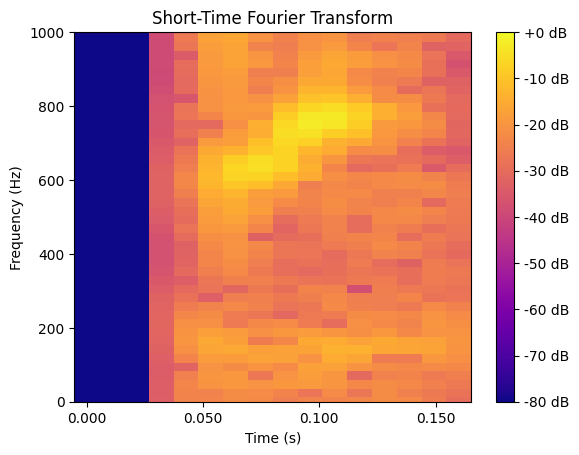 Short-Time Fourier Transform
1000
800
600
400
200
0
Frequency (Hz)
0.000
0.050
0.100
0.150
Time (s)
+0 dB
-10 dB
-20 dB
-30 dB
-40 dB
-50 dB
-60 dB
-70 dB
-80 dB